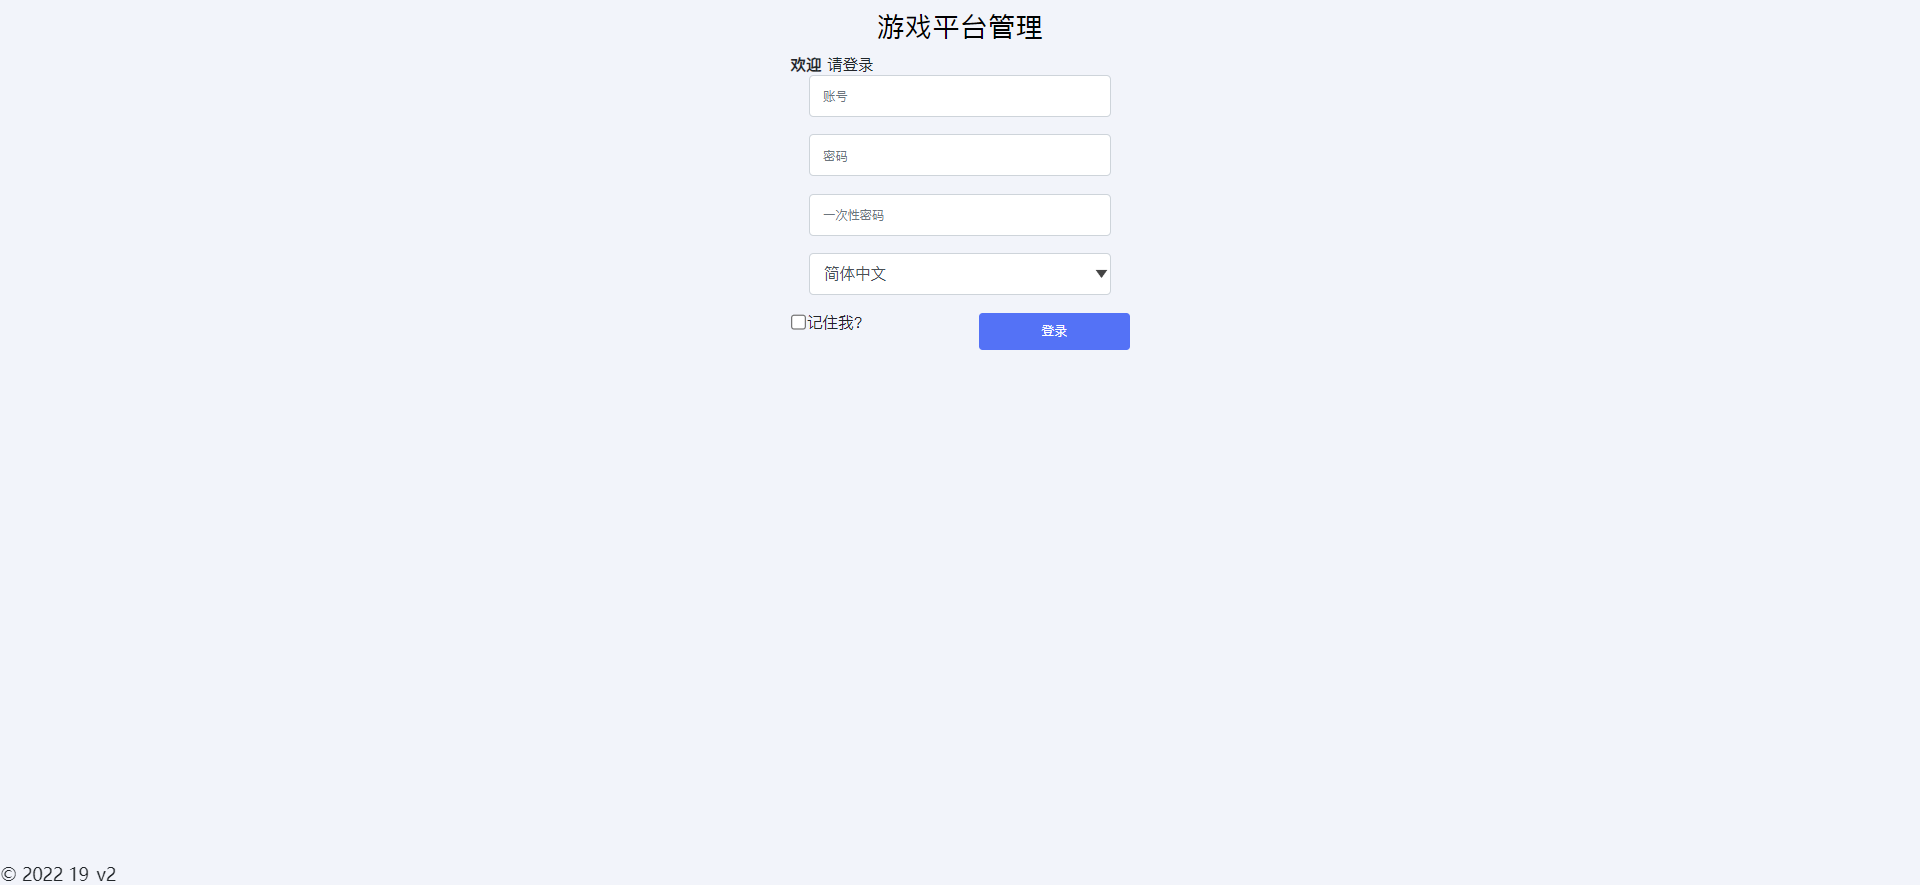 游戏平台管理
欢迎 请登录
账号
密码
一次性密码
简体中文
记住我?
登录
© 2022 19 v2